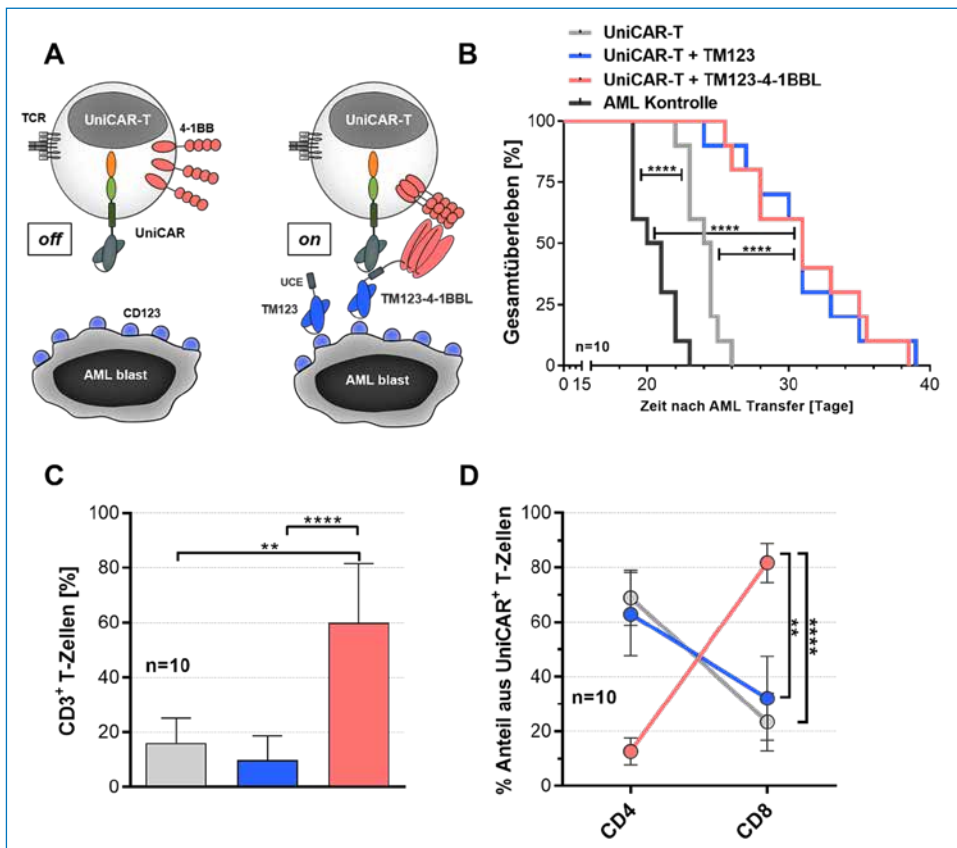 A
UniCAR-T
TCR
4-1BB
off
UniCAR
CD123
AML blast
UniCAR-T
on
UCE
TM123
TM123-4-1BBL
AML blast
B
UniCAR-T
UniCAR-T + TM123
UniCAR-T + TM123-4-1BBL
AML Kontrolle
Gesamtüberleben [%]
100
75
50
25
0
****
****
****
n=10
0 15 20 30 40
Zeit nach AML Transfer [Tage]
C
CD3+ T-Zellen [%]
100
80
60
40
20
0
****
**
n=10
D
% Anteil aus UniCAR+ T-Zellen
100
80
60
40
20
0
n=10
**
****
CD4
CD8